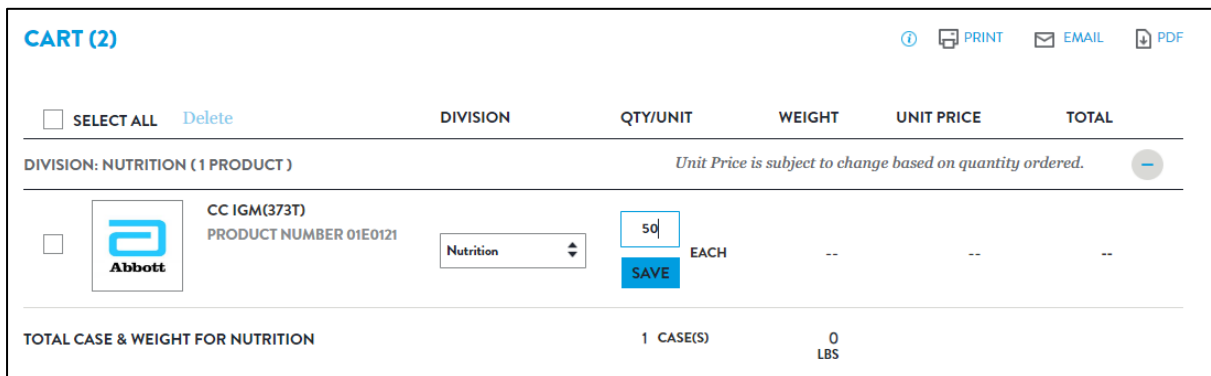 CART (2)
i PRINT EMAIL PDF
SELECT ALL Delete DIVISION QTY/UNIT WEIGHT UNIT PRICE TOTAL
DIVISION: NUTRITION ( 1 PRODUCT ) Unit Price is subject to change based on quantity ordered.
CC IGM(373T)
PRODUCT NUMBER 01E0121
Abbott
Nutrition
50
EACH
SAVE
-- -- --
TOTAL CASE & WEIGHT FOR NUTRITION 1 CASE(S) 0
LBS